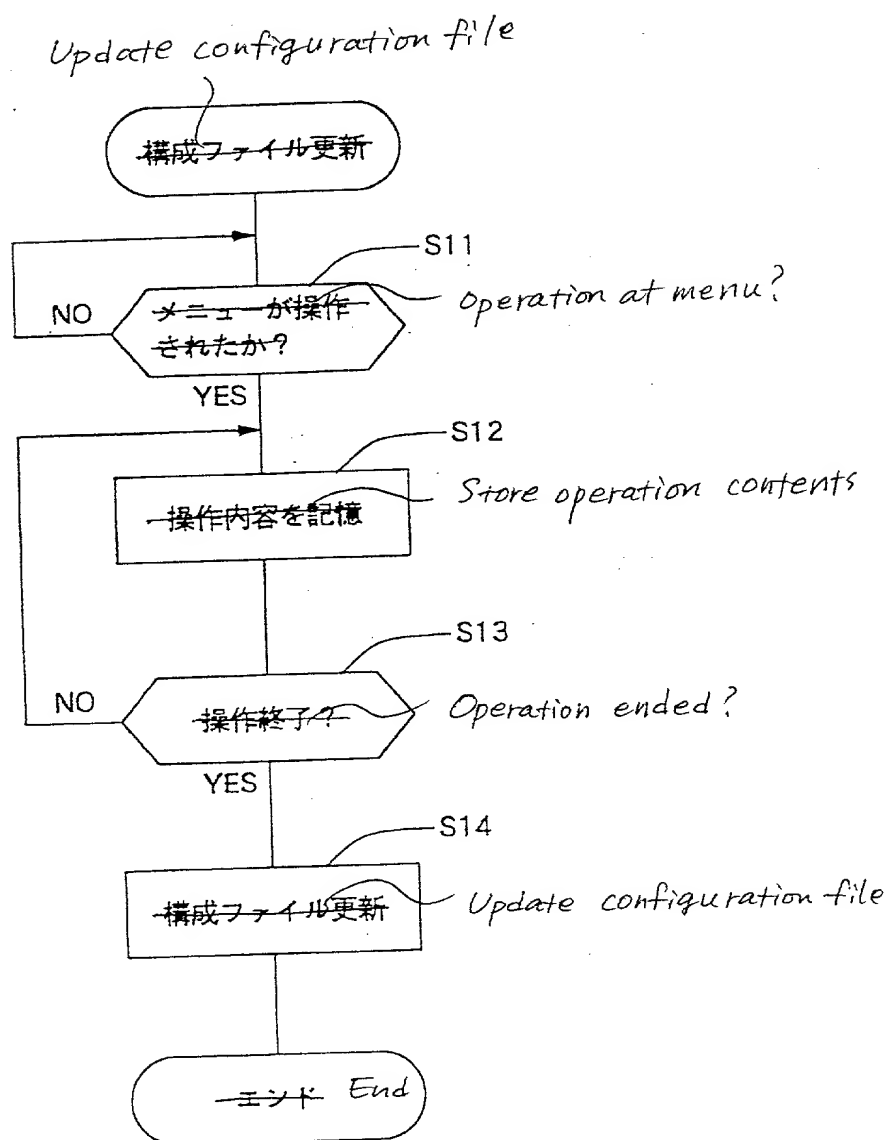 Update configuration file
構成ファイル更新
S11
メニューが操作
されたか?
Operation at menu?
NO
YES
S12
操作内容を記憶
Store operation contents
S13
NO
操作終了?
Operation ended?
YES
S14
構成ファイル更新
Update configuration file
エンド End